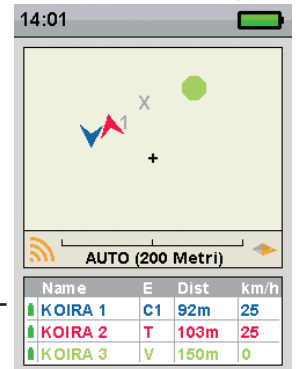 14:01
X
1
+
AUTO (200 Metri)
Name E Dist km/h
KOIRA 1 C1 92m 25
KOIRA 2 T 103m 25
KOIRA 3 V 150m 0